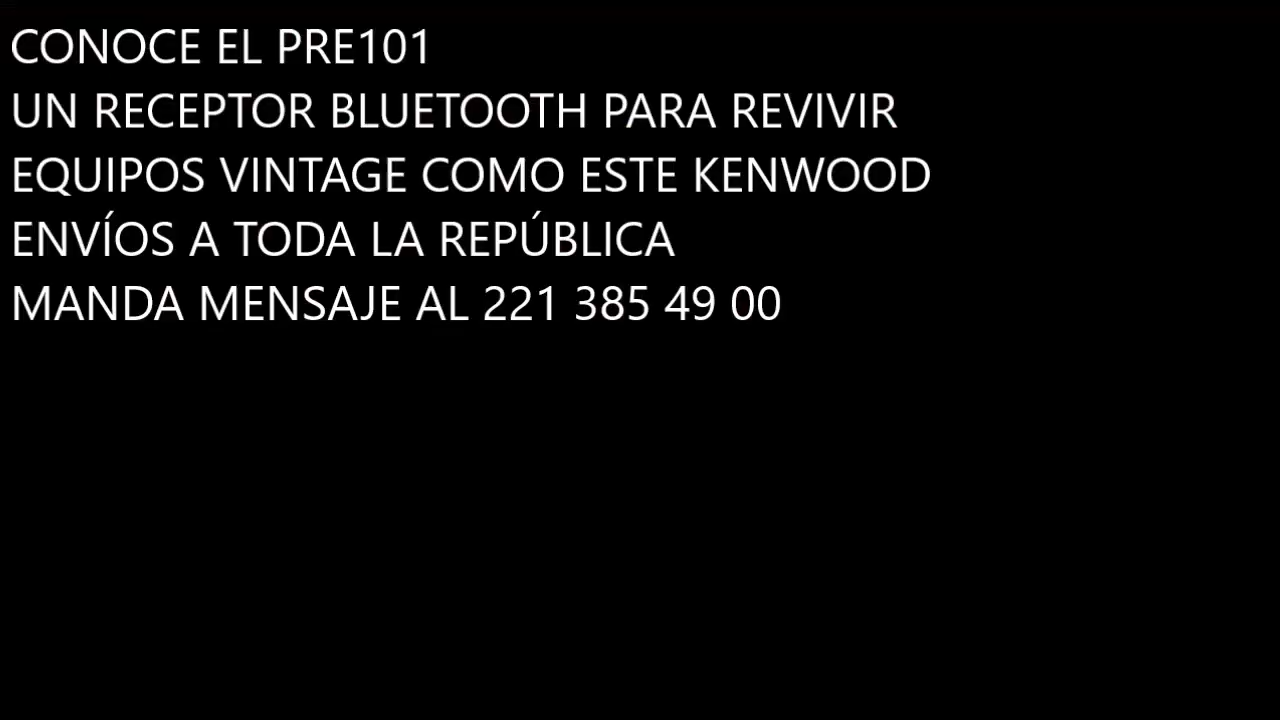 CONOCE EL PRE101
UN RECEPTOR BLUETOOTH PARA REVIVIR
EQUIPOS VINTAGE COMO ESTE KENWOOD
ENVÍOS A TODA LA REPÚBLICA
MANDA MENSAJE AL 221 385 49 00